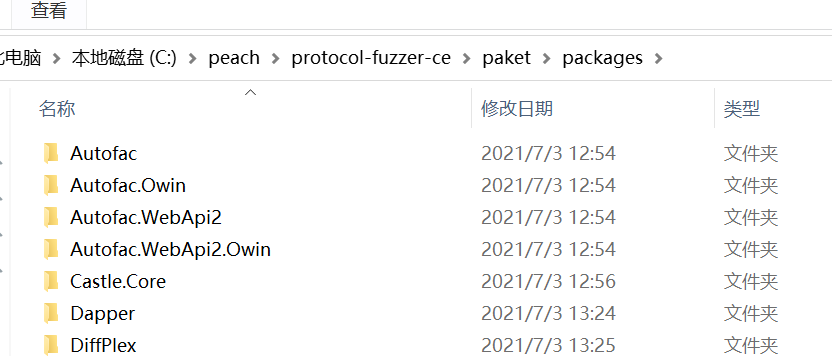 查看
电脑 本地磁盘 (C:) peach protocol-fuzzer-ce paket packages
名称 修改日期 类型
Autofac 2021/7/3 12:54 文件夹
Autofac.Owin 2021/7/3 12:54 文件夹
Autofac.WebApi2 2021/7/3 12:54 文件夹
Autofac.WebApi2.Owin 2021/7/3 12:54 文件夹
Castle.Core 2021/7/3 12:56 文件夹
Dapper 2021/7/3 13:24 文件夹
DiffPlex 2021/7/3 13:25 文件夹